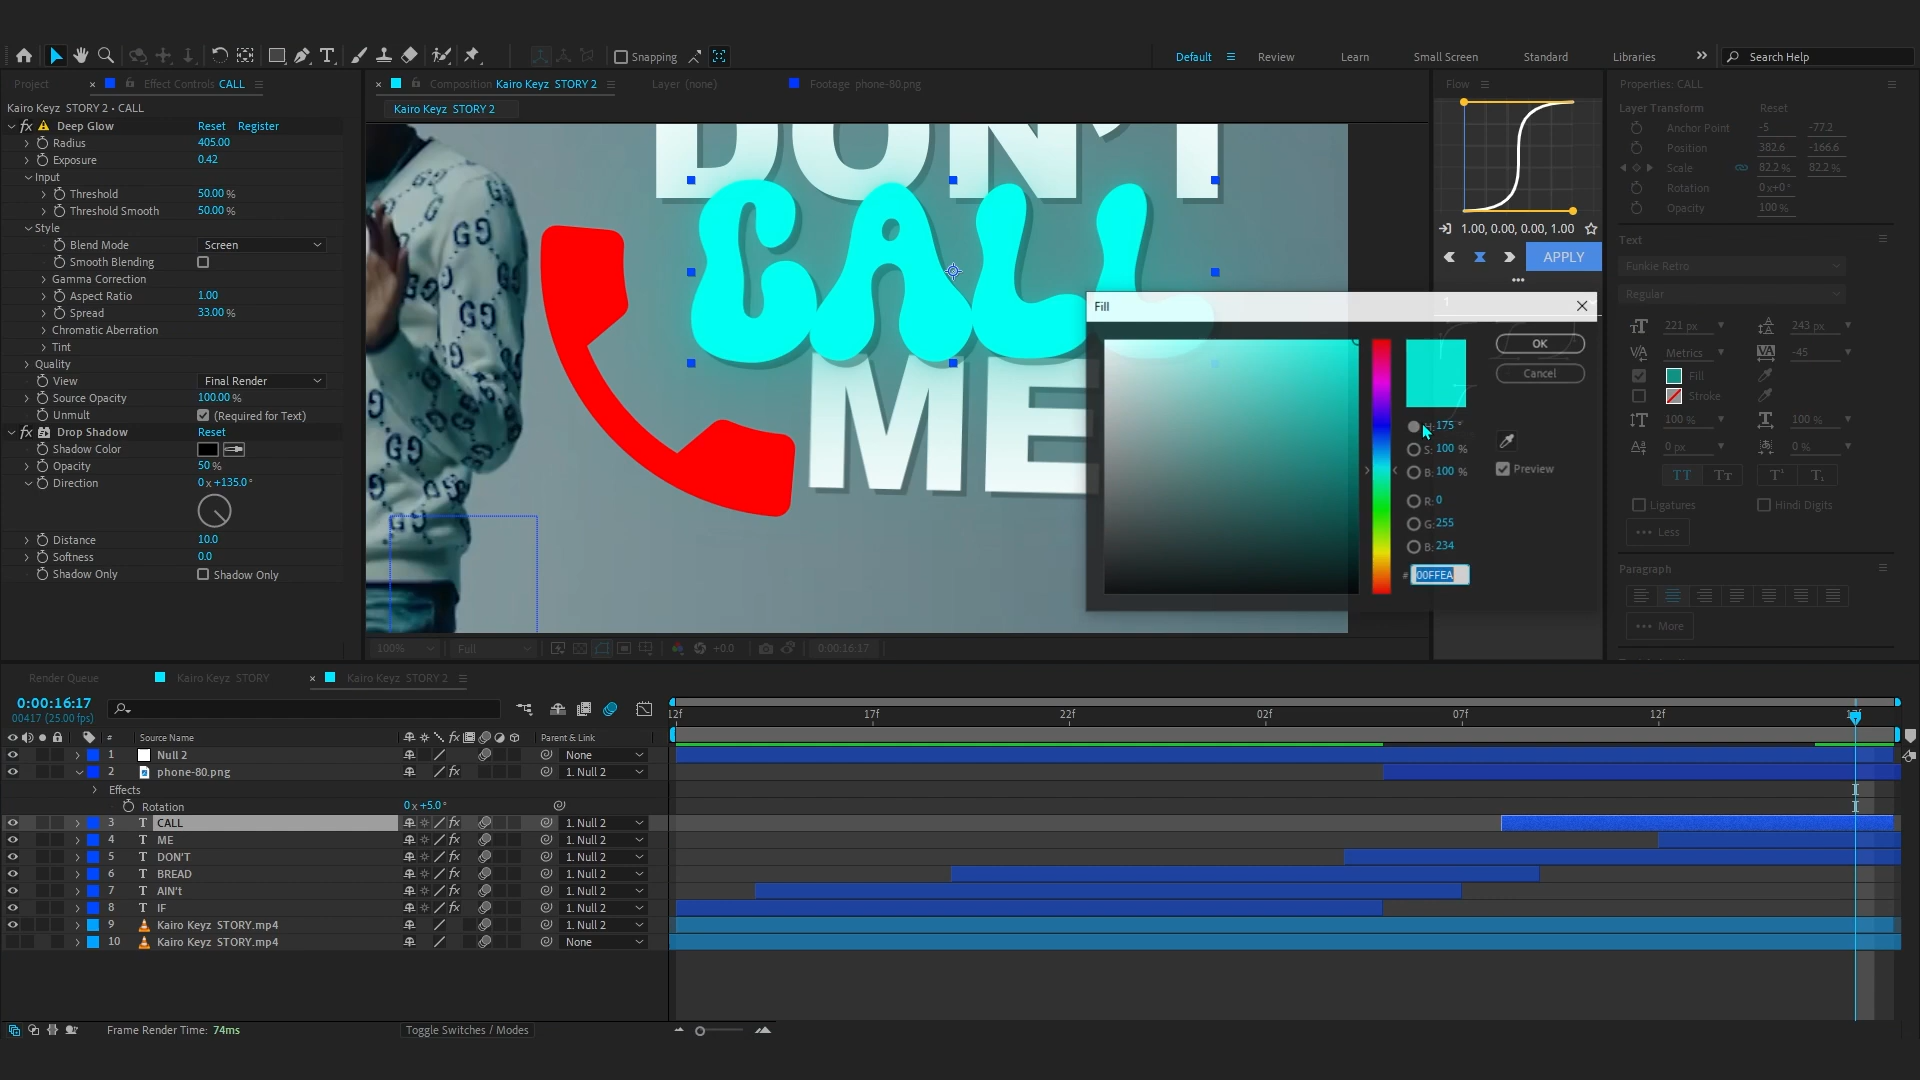 Snapping
Default
Review
Learn
Small Screen
Standard
Libraries
Search Help
Project
Effect Controls CALL
Kairo Keyz STORY 2 • CALL
fx Deep Glow Reset Register
Radius 405.00
Exposure 0.42
Input
Threshold 50.00 %
Threshold Smooth 50.00 %
Style
Blend Mode Screen
Smooth Blending
Gamma Correction
Aspect Ratio 1.00
Spread 33.00 %
Chromatic Aberration
Tint
Quality
View Final Render
Source Opacity 100.00 %
Unmult (Required for Text)
fx Drop Shadow Reset
Shadow Color
Opacity 50 %
Direction 0 x +135.0 °
Distance 10.0
Softness 0.0
Shadow Only Shadow Only
Composition Kairo Keyz STORY 2
Layer (none)
Footage phone-80.png
Kairo Keyz STORY 2
DON'T
CALL
ME
GG
GG
100% Full +0.0 0:00:16:17
Fill
OK
Cancel
H: 175 °
S: 100 %
B: 100 %
R: 0
G: 255
B: 234
# 00FFEA
Preview
Flow
1.00, 0.00, 0.00, 1.00
APPLY
1
Properties: CALL
Layer Transform Reset
Anchor Point -5 -77.2
Position 382.6 -166.6
Scale 82.2 % 82.2 %
Rotation 0 x+0 °
Opacity 100 %
Text
Funkie Retro
Regular
221 px 243 px
Metrics -45
Fill
Stroke
100 % 100 %
0 px 0 %
Ligatures Hindi Digits
Less
Paragraph
More
Render Queue
Kairo Keyz STORY
Kairo Keyz STORY 2
0:00:16:17
00417 (25.00 fps)
12f 17f 22f 02f 07f 12f 17f
# Source Name fx Parent & Link
1 Null 2 None
2 phone-80.png fx 1. Null 2
Effects
Rotation 0 x +5.0 °
3 T CALL fx 1. Null 2
4 T ME fx 1. Null 2
5 T DON'T fx 1. Null 2
6 T BREAD fx 1. Null 2
7 T AIN't fx 1. Null 2
8 T IF fx 1. Null 2
9 Kairo Keyz STORY.mp4 1. Null 2
10 Kairo Keyz STORY.mp4 None
Frame Render Time: 74ms
Toggle Switches / Modes